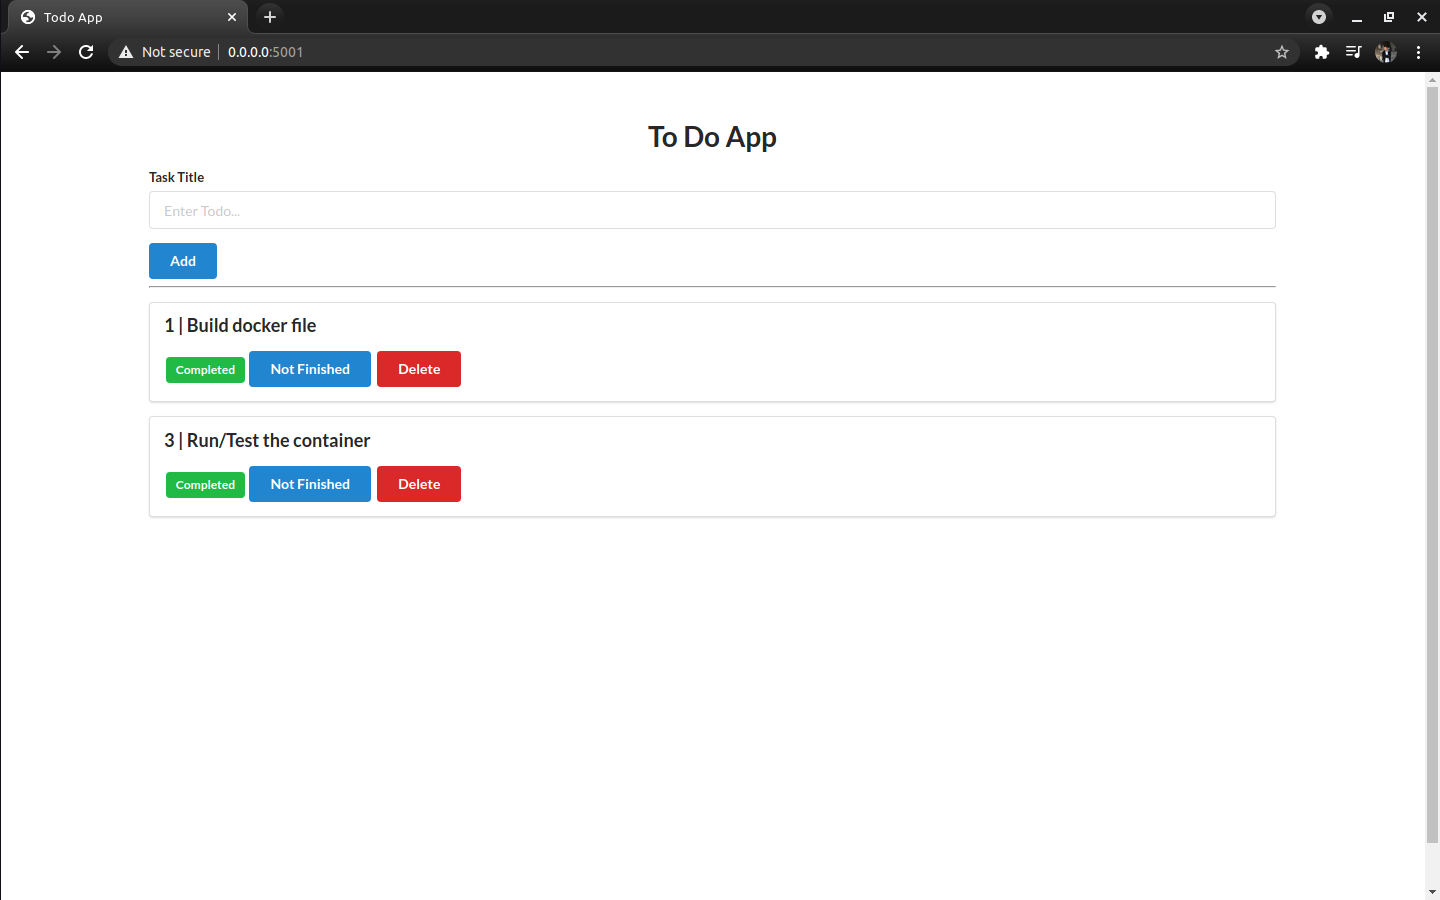 Todo App
Not secure | 0.0.0.0:5001
To Do App
Task Title
Enter Todo...
Add
1 | Build docker file
Completed Not Finished Delete
3 | Run/Test the container
Completed Not Finished Delete